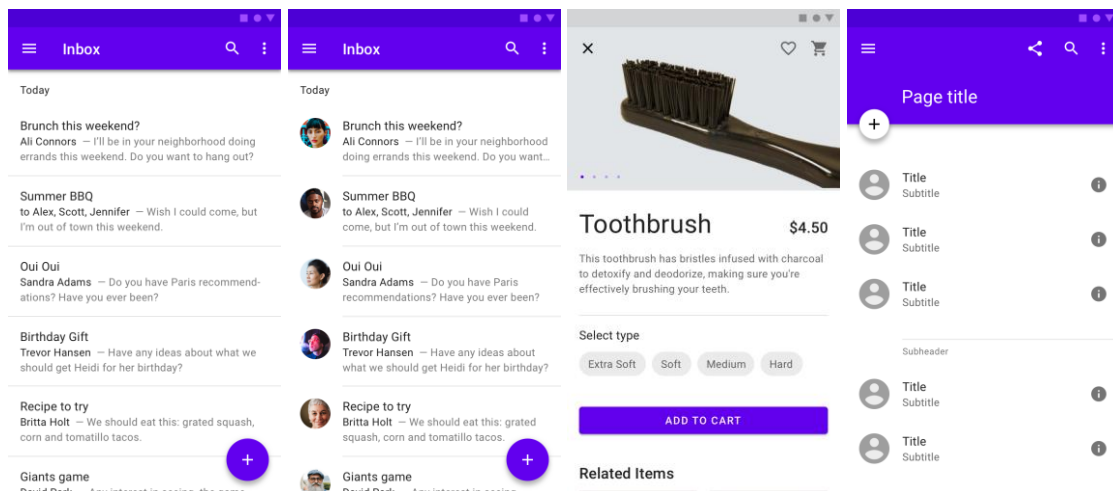 Inbox
Today
Brunch this weekend?
Ali Connors — I'll be in your neighborhood doing
errands this weekend. Do you want to hang out?
Summer BBQ
to Alex, Scott, Jennifer — Wish I could come, but
I'm out of town this weekend.
Oui Oui
Sandra Adams — Do you have Paris recommend-
ations? Have you ever been?
Birthday Gift
Trevor Hansen — Have any ideas about what we
should get Heidi for her birthday?
Recipe to try
Britta Holt — We should eat this: grated squash,
corn and tomatillo tacos.
Giants game
Inbox
Today
Brunch this weekend?
Ali Connors — I'll be in your neighborhood
doing errands this weekend. Do you want…
Summer BBQ
to Alex, Scott, Jennifer — Wish I could
come, but I'm out of town this weekend.
Oui Oui
Sandra Adams — Do you have Paris
recommendations? Have you ever been?
Birthday Gift
Trevor Hansen — Have any ideas about
what we should get Heidi for her birthday?
Recipe to try
Britta Holt — We should eat this: grated
squash, corn and tomatillo tacos.
Giants game
Toothbrush
$4.50
This toothbrush has bristles infused with charcoal
to detoxify and deodorize, making sure you're
effectively brushing your teeth.
Select type
Extra Soft Soft Medium Hard
ADD TO CART
Related Items
Page title
Title
Subtitle
Title
Subtitle
Title
Subtitle
Subheader
Title
Subtitle
Title
Subtitle